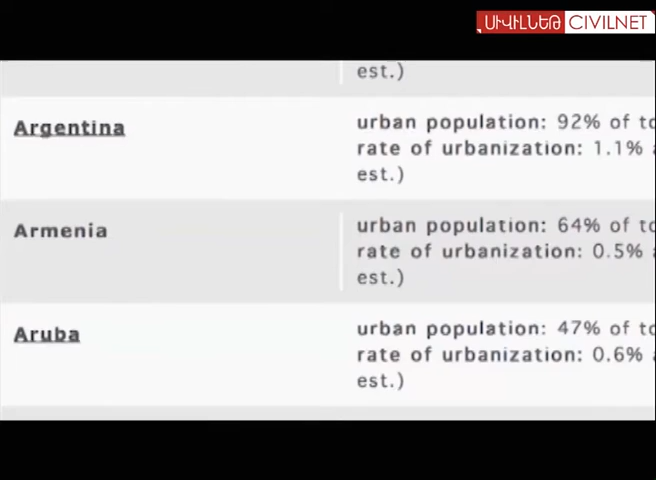 ՍԻՎԻԼՆԵԹ CIVILNET
est.)
Argentina
urban population: 92% of to
rate of urbanization: 1.1% a
est.)
Armenia
urban population: 64% of to
rate of urbanization: 0.5% a
est.)
Aruba
urban population: 47% of to
rate of urbanization: 0.6% a
est.)